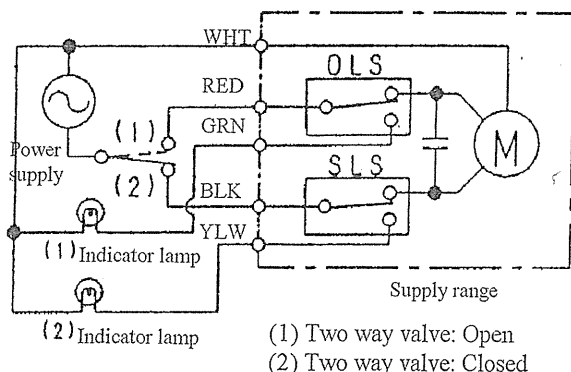 WHT
RED
OLS
(1)
GRN
Power
supply
(2)
SLS
M
BLK
YLW
(1) Indicator lamp
(2) Indicator lamp
Supply range
(1) Two way valve: Open
(2) Two way valve: Closed